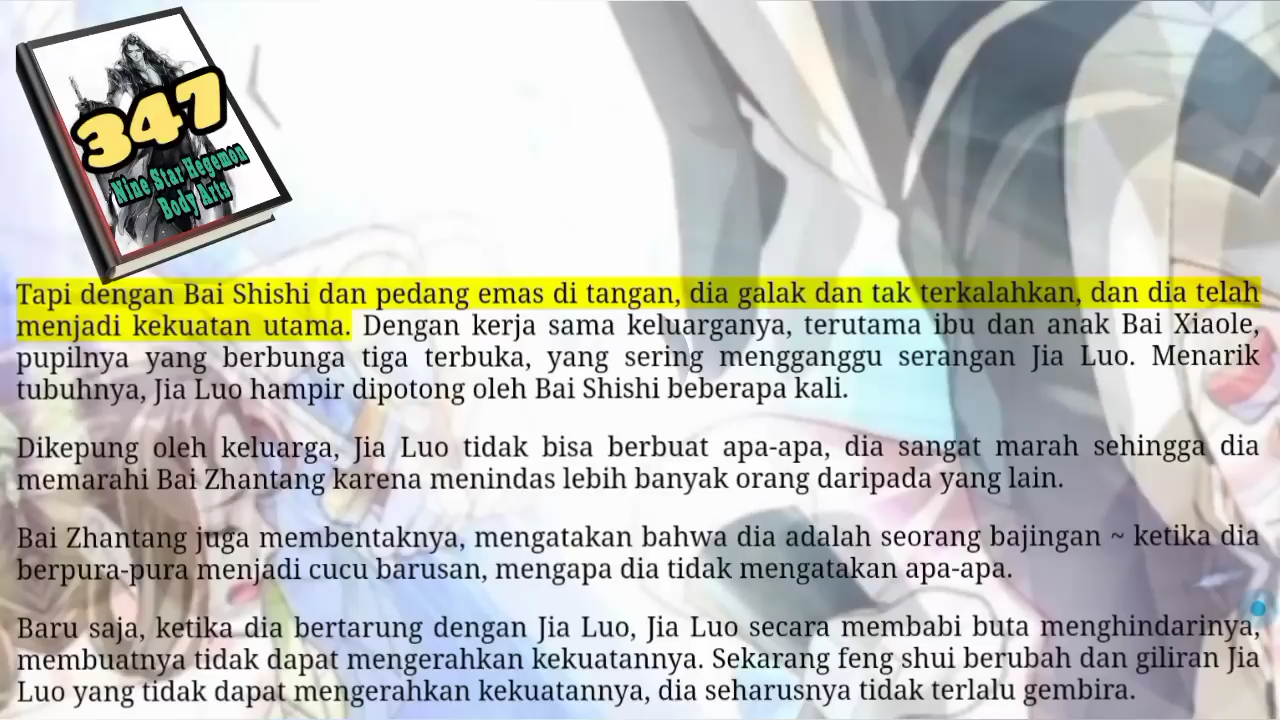 347
Nine Star Hegemon
Body Arts
Tapi dengan Bai Shishi dan pedang emas di tangan, dia galak dan tak terkalahkan, dan dia telah
menjadi kekuatan utama. Dengan kerja sama keluarganya, terutama ibu dan anak Bai Xiaole,
pupilnya yang berbunga tiga terbuka, yang sering mengganggu serangan Jia Luo. Menarik
tubuhnya, Jia Luo hampir dipotong oleh Bai Shishi beberapa kali.
Dikepung oleh keluarga, Jia Luo tidak bisa berbuat apa-apa, dia sangat marah sehingga dia
memarahi Bai Zhantang karena menindas lebih banyak orang daripada yang lain.
Bai Zhantang juga membentaknya, mengatakan bahwa dia adalah seorang bajingan ~ ketika dia
berpura-pura menjadi cucu barusan, mengapa dia tidak mengatakan apa-apa.
Baru saja, ketika dia bertarung dengan Jia Luo, Jia Luo secara membabi buta menghindarinya,
membuatnya tidak dapat mengerahkan kekuatannya. Sekarang feng shui berubah dan giliran Jia
Luo yang tidak dapat mengerahkan kekuatannya, dia seharusnya tidak terlalu gembira.